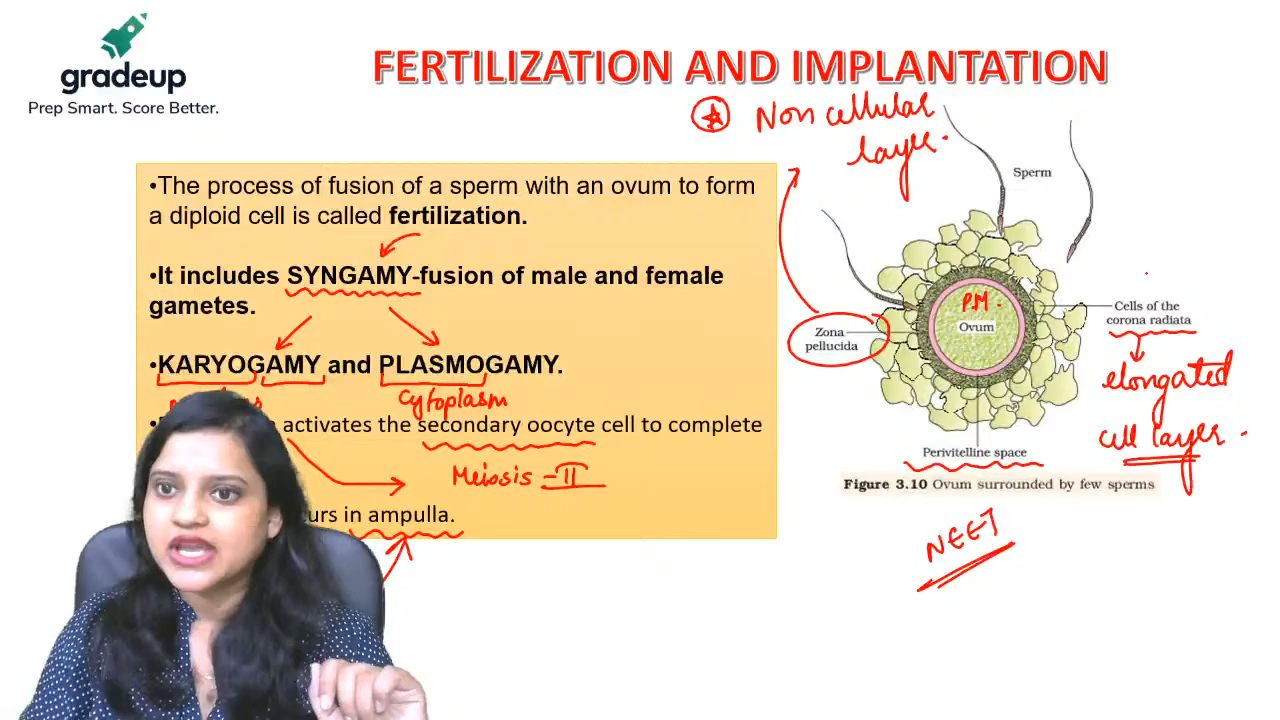 gradeup
Prep Smart. Score Better.
FERTILIZATION AND IMPLANTATION
Non cellular
layer.
•The process of fusion of a sperm with an ovum to form
a diploid cell is called fertilization.
•It includes SYNGAMY-fusion of male and female
gametes.
•KARYOGAMY and PLASMOGAMY.
Cytoplasm
activates the secondary oocyte cell to complete
Meiosis - II
in ampulla.
Sperm
P.M.
Ovum
Zona
pellucida
Cells of the
corona radiata
elongated
cell layer.
Perivitelline space
Figure 3.10 Ovum surrounded by few sperms
NEET